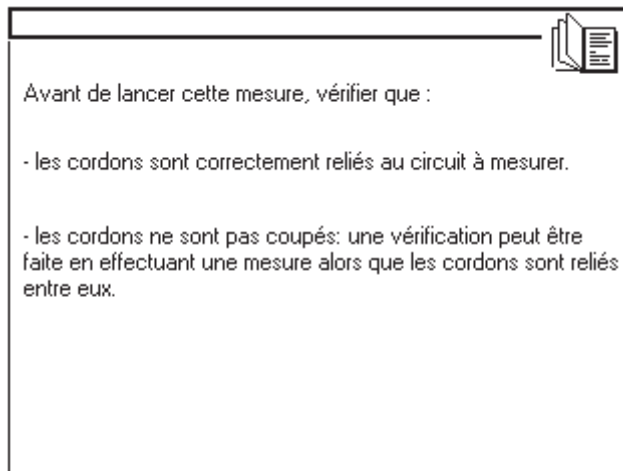 Avant de lancer cette mesure, vérifier que :
- les cordons sont correctement reliés au circuit à mesurer.
- les cordons ne sont pas coupés: une vérification peut être
faite en effectuant une mesure alors que les cordons sont reliés
entre eux.